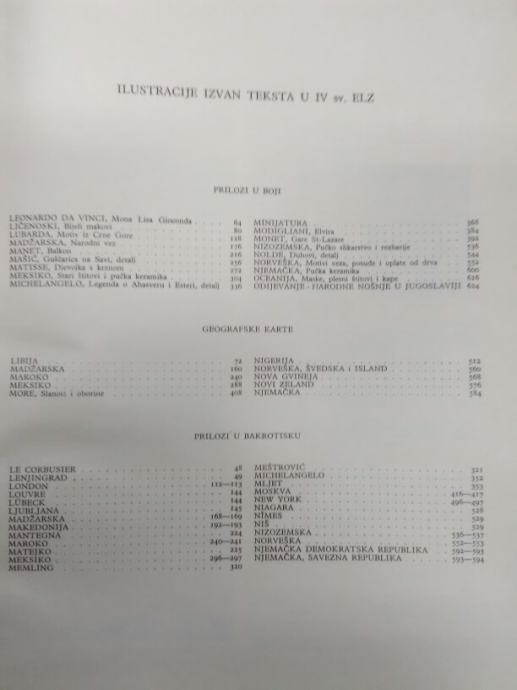 ILUSTRACIJE IZVAN TEKSTA U IV sv. ELZ
PRILOZI U BOJI
LEONARDO DA VINCI, Mona Lisa Gioconda . . . . 64
LIČENOSKI, Bijeli makovi . . . . 80
LUBARDA, Motiv iz Crne Gore . . . . 128
MADŽARSKA, Narodni vez . . . . 176
MANET, Balkon . . . . 216
MAŠIĆ, Guščarica na Savi, detalj . . . . 256
MATISSE, Djevojka s krznom . . . . 272
MEKSIKO, Stari štitovi i pučka keramika . . . . 304
MICHELANGELO, Legenda o Ahasveru i Esteri, detalj . . 336
MINIJATURA . . . . 368
MODIGLIANI, Elvira . . . . 384
MONET, Gare St-Lazare . . . . 392
NIZOZEMSKA, Pučko slikarstvo i rezbarije . . . . 536
NOLDE, Duhovi, detalj . . . . 544
NORVEŠKA, Motivi veza, posuđe i oplate od drva . . . . 552
NJEMAČKA, Pučka keramika . . . . 600
OCEANIJA, Maske, plesni štitovi i kape . . . . 616
ODIJEVANJE - NARODNE NOŠNJE U JUGOSLAVIJI 624
GEOGRAFSKE KARTE
LIBIJA . . . . 72
MADŽARSKA . . . . 160
MAROKO . . . . 240
MEKSIKO . . . . 288
MORE, Slanost i oborine . . . . 408
NIGERIJA . . . . 512
NORVEŠKA, ŠVEDSKA i ISLAND . . . . 560
NOVA GVINEJA . . . . 568
NOVI ZELAND . . . . 576
NJEMAČKA . . . . 584
PRILOZI U BAKROTISKU
LE CORBUSIER . . . . 48
LENJINGRAD . . . . 49
LONDON . . . . 112—113
LOUVRE . . . . 144
LÜBECK . . . . 144
LJUBLJANA . . . . 145
MADŽARSKA . . . . 168—169
MAKEDONIJA . . . . 192—193
MANTEGNA . . . . 224
MAROKO . . . . 240—241
MATEJKO . . . . 225
MEKSIKO . . . . 296—297
MEMLING . . . . 320
MEŠTROVIĆ . . . . 321
MICHELANGELO . . . . 352
MLJET . . . . 353
MOSKVA . . . . 416—417
NEW YORK . . . . 496—497
NIAGARA . . . . 528
NÎMES . . . . 529
NIŠ . . . . 529
NIZOZEMSKA . . . . 536—537
NORVEŠKA . . . . 552—553
NJEMAČKA DEMOKRATSKA REPUBLIKA . . . . 592—593
NJEMAČKA, SAVEZNA REPUBLIKA . . . . 593—594